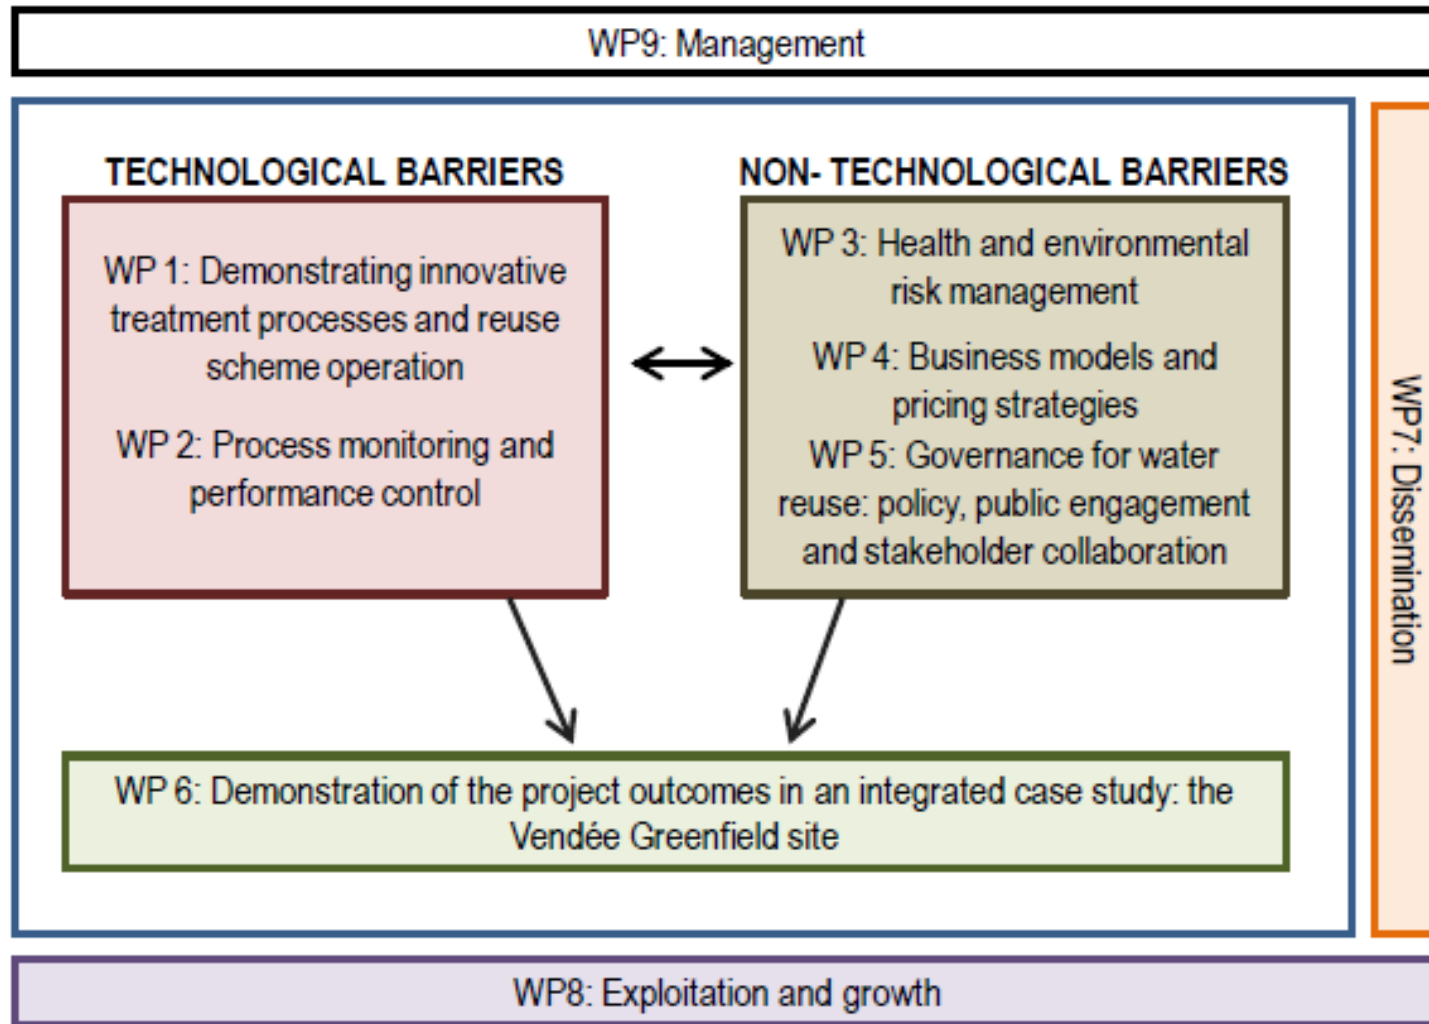 WP9: Management
TECHNOLOGICAL BARRIERS
WP 1: Demonstrating innovative
treatment processes and reuse
scheme operation
WP 2: Process monitoring and
performance control
NON- TECHNOLOGICAL BARRIERS
WP 3: Health and environmental
risk management
WP 4: Business models and
pricing strategies
WP 5: Governance for water
reuse: policy, public engagement
and stakeholder collaboration
WP 6: Demonstration of the project outcomes in an integrated case study: the
Vendée Greenfield site
WP7: Dissemination
WP8: Exploitation and growth